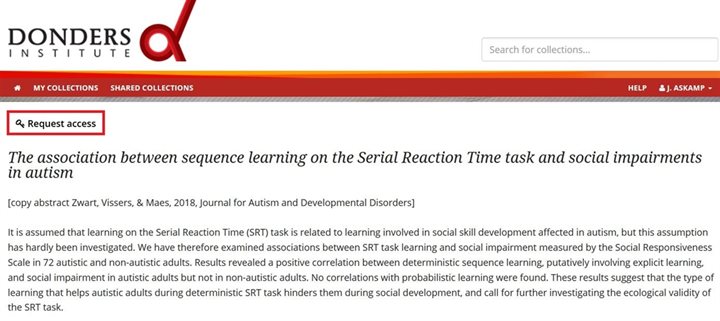 DONDERS
INSTITUTE
Search for collections...
MY COLLECTIONS SHARED COLLECTIONS HELP J. ASKAMP
Request access
The association between sequence learning on the Serial Reaction Time task and social impairments
in autism
[copy abstract Zwart, Vissers, & Maes, 2018, Journal for Autism and Developmental Disorders]
It is assumed that learning on the Serial Reaction Time (SRT) task is related to learning involved in social skill development affected in autism, but this assumption
has hardly been investigated. We have therefore examined associations between SRT task learning and social impairment measured by the Social Responsiveness
Scale in 72 autistic and non-autistic adults. Results revealed a positive correlation between deterministic sequence learning, putatively involving explicit learning,
and social impairment in autistic adults but not in non-autistic adults. No correlations with probabilistic learning were found. These results suggest that the type of
learning that helps autistic adults during deterministic SRT task hinders them during social development, and call for further investigating the ecological validity of
the SRT task.